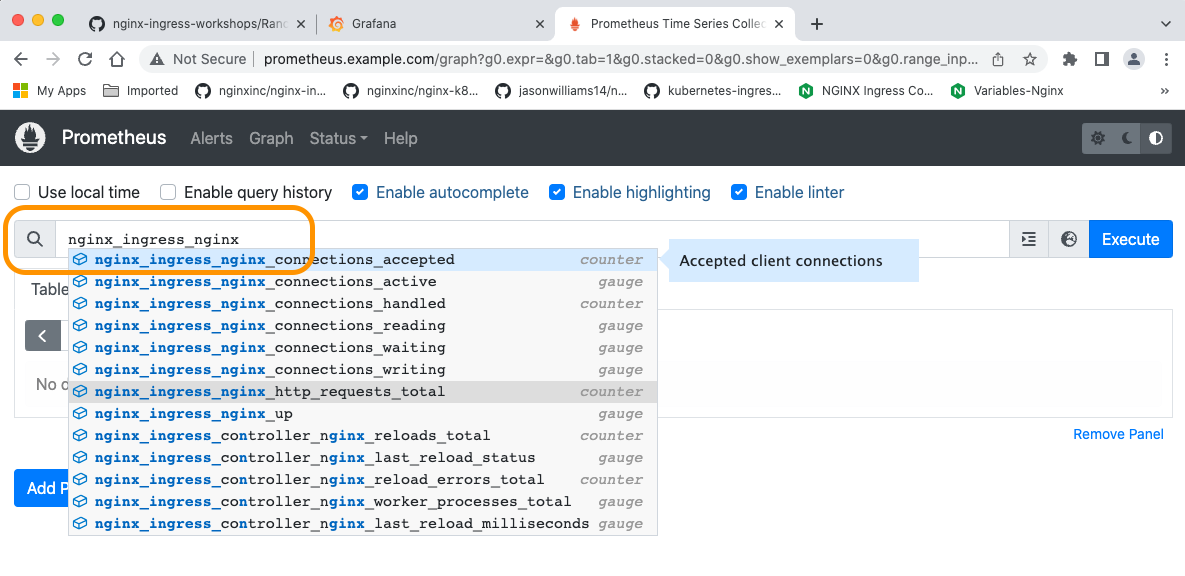 nginx-ingress-workshops/Rand
Grafana
Prometheus Time Series Collec
Not Secure
prometheus.example.com/graph?g0.expr=&g0.tab=1&g0.stacked=0&g0.show_exemplars=0&g0.range_inp...
My Apps
Imported
nginxinc/nginx-in...
nginxinc/nginx-k8...
jasonwilliams14/n...
kubernetes-ingres...
NGINX Ingress Co...
Variables-Nginx
»
Prometheus
Alerts
Graph
Status
Help
Use local time
Enable query history
Enable autocomplete
Enable highlighting
Enable linter
nginx_ingress_nginx
Execute
nginx_ingress_nginx_connections_accepted counter
Accepted client connections
nginx_ingress_nginx_connections_active gauge
Table
nginx_ingress_nginx_connections_handled counter
nginx_ingress_nginx_connections_reading gauge
nginx_ingress_nginx_connections_waiting gauge
nginx_ingress_nginx_connections_writing gauge
No d
nginx_ingress_nginx_http_requests_total counter
nginx_ingress_nginx_up gauge
nginx_ingress_controller_nginx_reloads_total counter
Remove Panel
nginx_ingress_controller_nginx_last_reload_status gauge
nginx_ingress_controller_nginx_reload_errors_total counter
Add P
nginx_ingress_controller_nginx_worker_processes_total gauge
nginx_ingress_controller_nginx_last_reload_milliseconds gauge